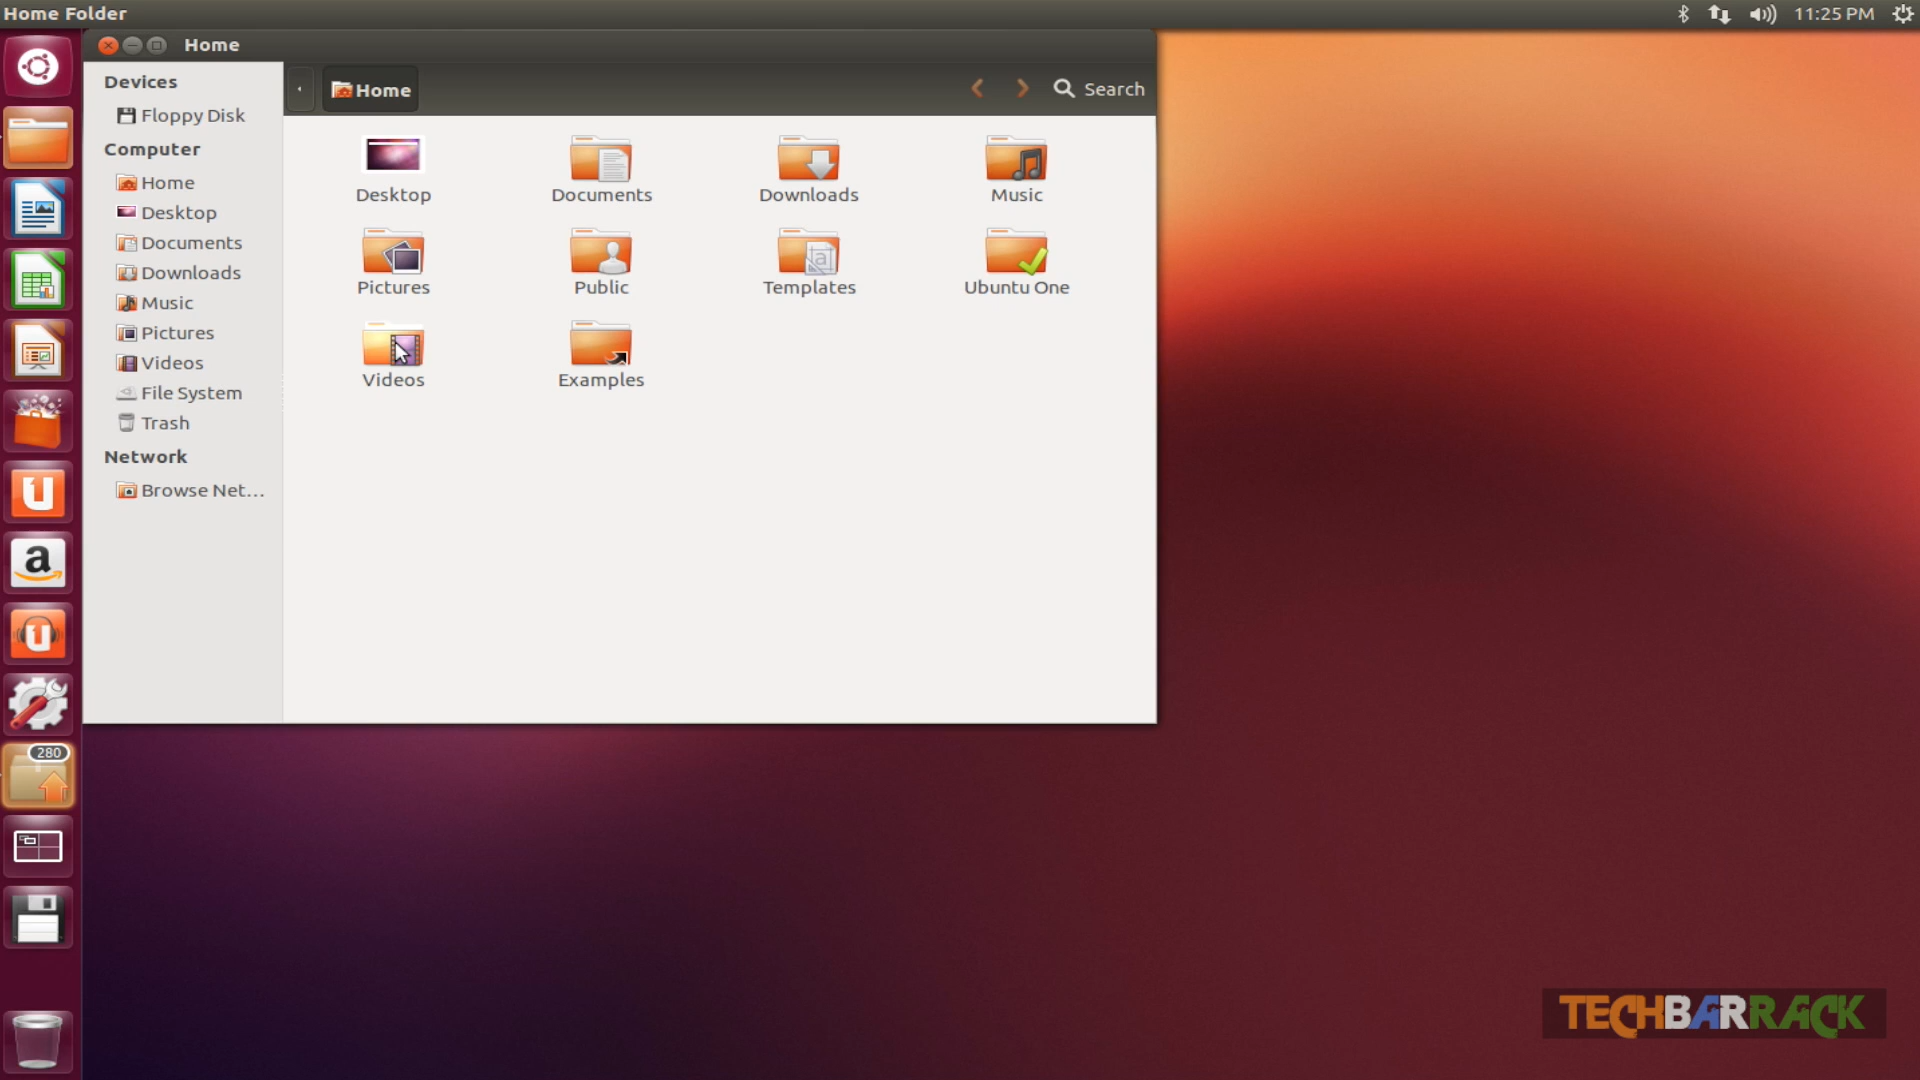 Home Folder
11:25 PM
Home
Devices
Floppy Disk
Computer
Home
Desktop
Documents
Downloads
Music
Pictures
Videos
File System
Trash
Network
Browse Net...
Home
Search
Desktop
Documents
Downloads
Music
Pictures
Public
Templates
Ubuntu One
Videos
Examples
280
TECHBARRACK